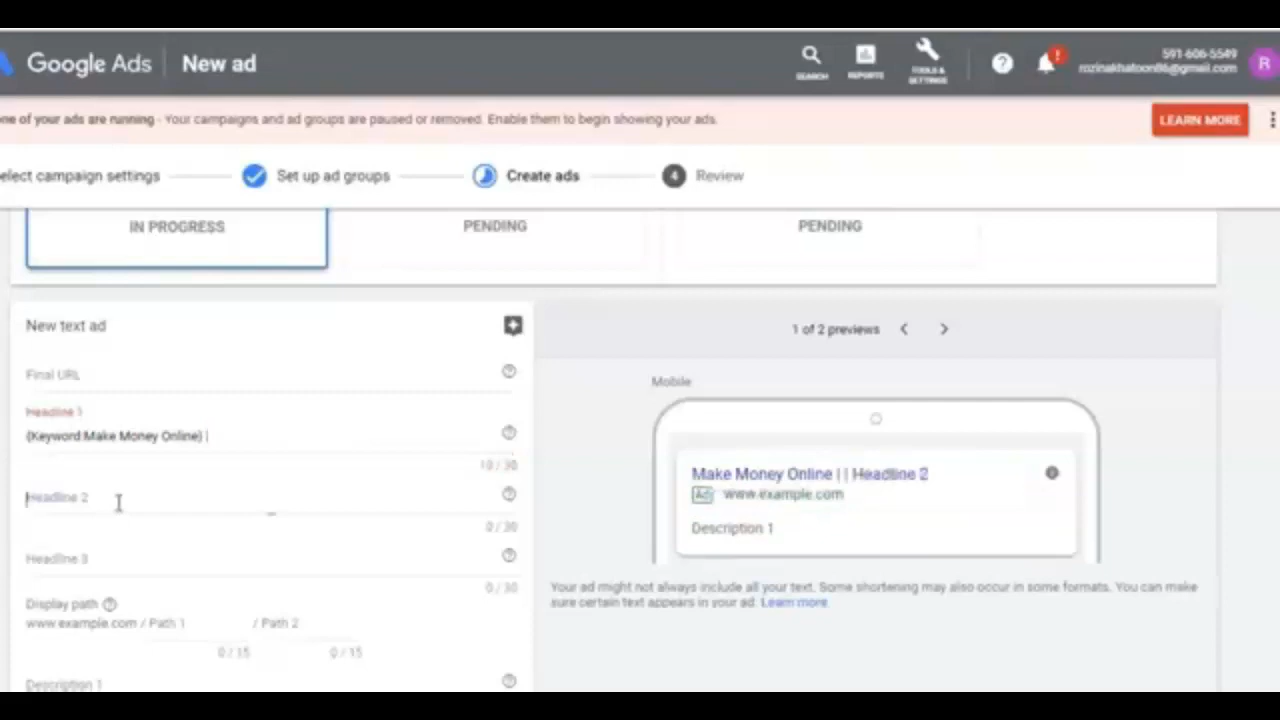 Google Ads New ad SEARCH REPORTS TOOLS & SETTINGS ! 591-606-5549
rozinakhatoon86@gmail.com R
one of your ads are running - Your campaigns and ad groups are paused or removed. Enable them to begin showing your ads. LEARN MORE
elect campaign settings Set up ad groups Create ads 4 Review
IN PROGRESS PENDING PENDING
New text ad
1 of 2 previews
Final URL
Mobile
Headline 1
{Keyword:Make Money Online} |
10 / 30
Make Money Online | | Headline 2
Ad www.example.com
Headline 2
0 / 30
Description 1
Headline 3
0 / 30
Your ad might not always include all your text. Some shortening may also occur in some formats. You can make
sure certain text appears in your ad. Learn more
Display path
www.example.com / Path 1 / Path 2
0 / 15 0 / 15
Description 1